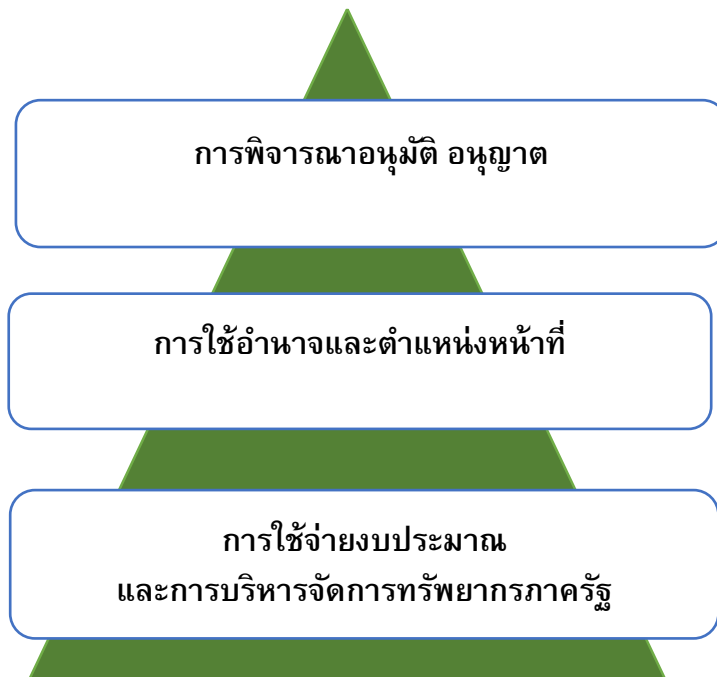 การพิจารณาอนุมัติ อนุญาต
การใช้อำนาจและตำแหน่งหน้าที่
การใช้จ่ายงบประมาณ
และการบริหารจัดการทรัพยากรภาครัฐ